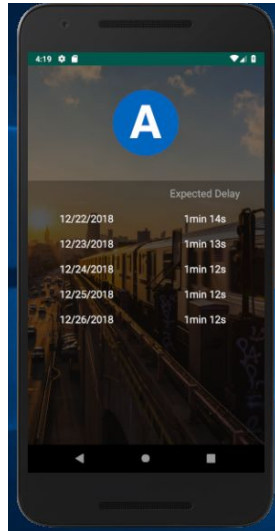 4:19
A
Expected Delay
12/22/2018 1min 14s
12/23/2018 1min 13s
12/24/2018 1min 12s
12/25/2018 1min 12s
12/26/2018 1min 12s